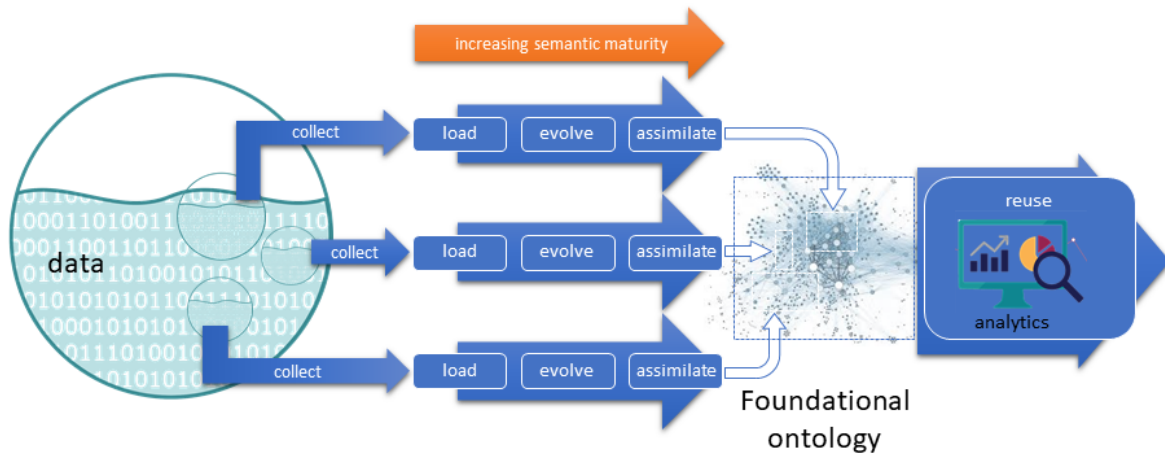 increasing semantic maturity
collect
load
evolve
assimilate
data
collect
load
evolve
assimilate
collect
load
evolve
assimilate
Foundational
ontology
reuse
analytics